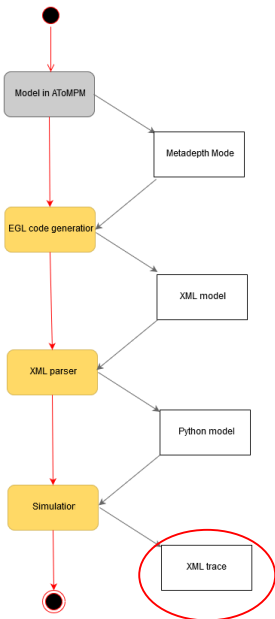 Model in AToMPM
Metadepth Mode
EGL code generatior
XML model
XML parser
Python model
Simulatior
XML trace